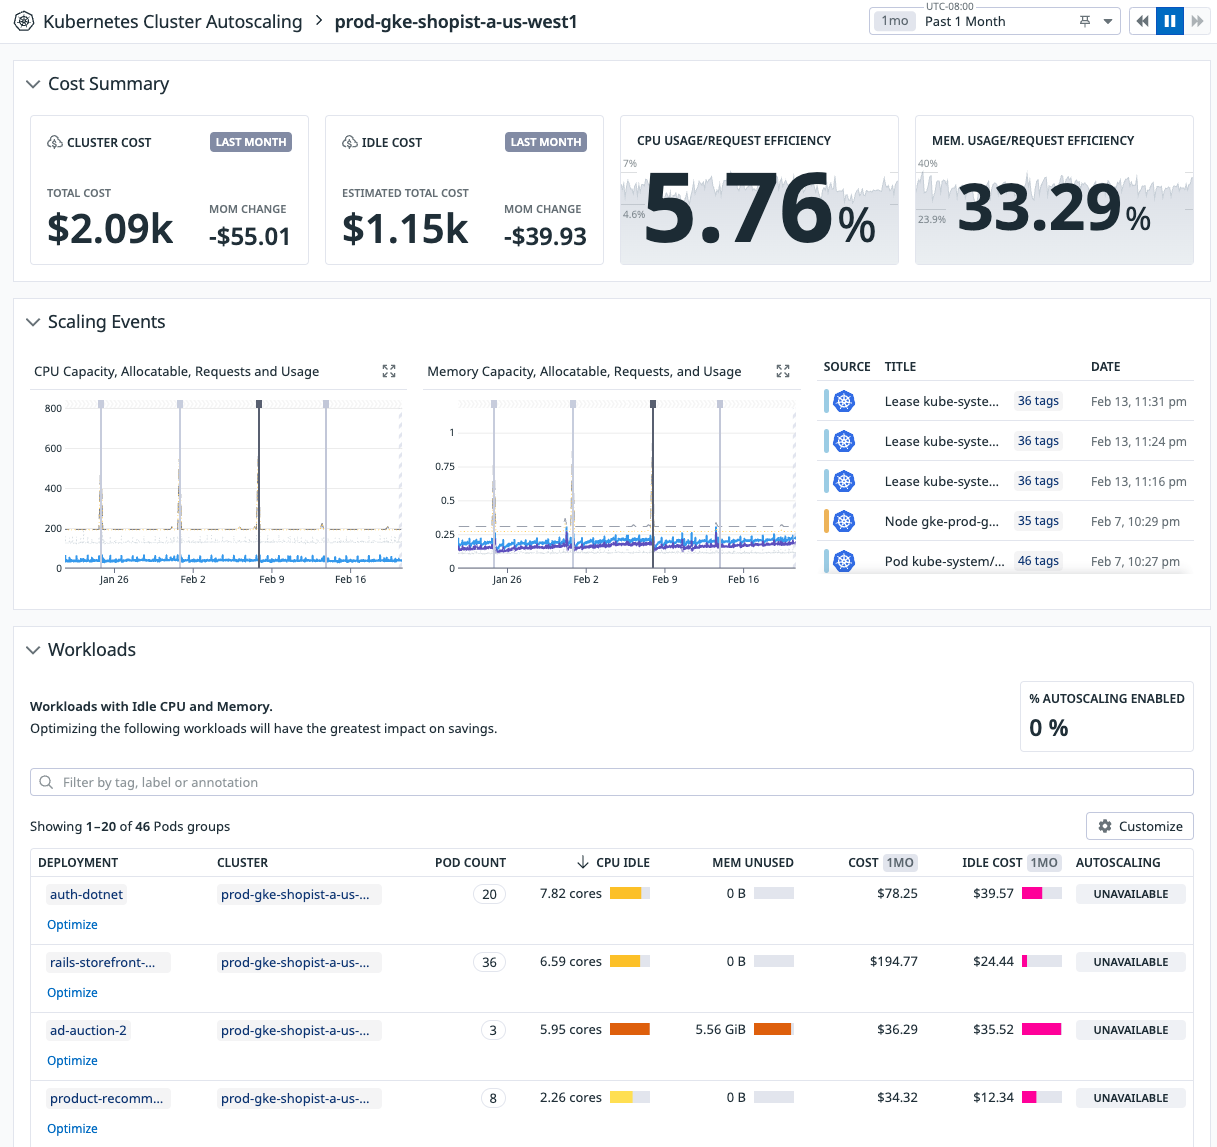 Kubernetes Cluster Autoscaling > prod-gke-shopist-a-us-west1
UTC-08:00
1mo Past 1 Month
Cost Summary
CLUSTER COST LAST MONTH
TOTAL COST
$2.09k
MOM CHANGE
-$55.01
IDLE COST LAST MONTH
ESTIMATED TOTAL COST
$1.15k
MOM CHANGE
-$39.93
CPU USAGE/REQUEST EFFICIENCY
7%
4.6%
5.76%
MEM. USAGE/REQUEST EFFICIENCY
40%
23.9%
33.29%
Scaling Events
CPU Capacity, Allocatable, Requests and Usage
800
600
400
200
0
Jan 26 Feb 2 Feb 9 Feb 16
Memory Capacity, Allocatable, Requests, and Usage
1
0.75
0.5
0.25
0
Jan 26 Feb 2 Feb 9 Feb 16
SOURCE TITLE DATE
Lease kube-syste... 36 tags Feb 13, 11:31 pm
Lease kube-syste... 36 tags Feb 13, 11:24 pm
Lease kube-syste... 36 tags Feb 13, 11:16 pm
Node gke-prod-g... 35 tags Feb 7, 10:29 pm
Pod kube-system/... 46 tags Feb 7, 10:27 pm
Workloads
Workloads with Idle CPU and Memory.
Optimizing the following workloads will have the greatest impact on savings.
% AUTOSCALING ENABLED
0 %
Filter by tag, label or annotation
Showing 1–20 of 46 Pods groups
Customize
DEPLOYMENT CLUSTER POD COUNT CPU IDLE MEM UNUSED COST 1MO IDLE COST 1MO AUTOSCALING
auth-dotnet prod-gke-shopist-a-us-... 20 7.82 cores 0 B $78.25 $39.57 UNAVAILABLE
Optimize
rails-storefront-... prod-gke-shopist-a-us-... 36 6.59 cores 0 B $194.77 $24.44 UNAVAILABLE
Optimize
ad-auction-2 prod-gke-shopist-a-us-... 3 5.95 cores 5.56 GiB $36.29 $35.52 UNAVAILABLE
Optimize
product-recomm... prod-gke-shopist-a-us-... 8 2.26 cores 0 B $34.32 $12.34 UNAVAILABLE
Optimize